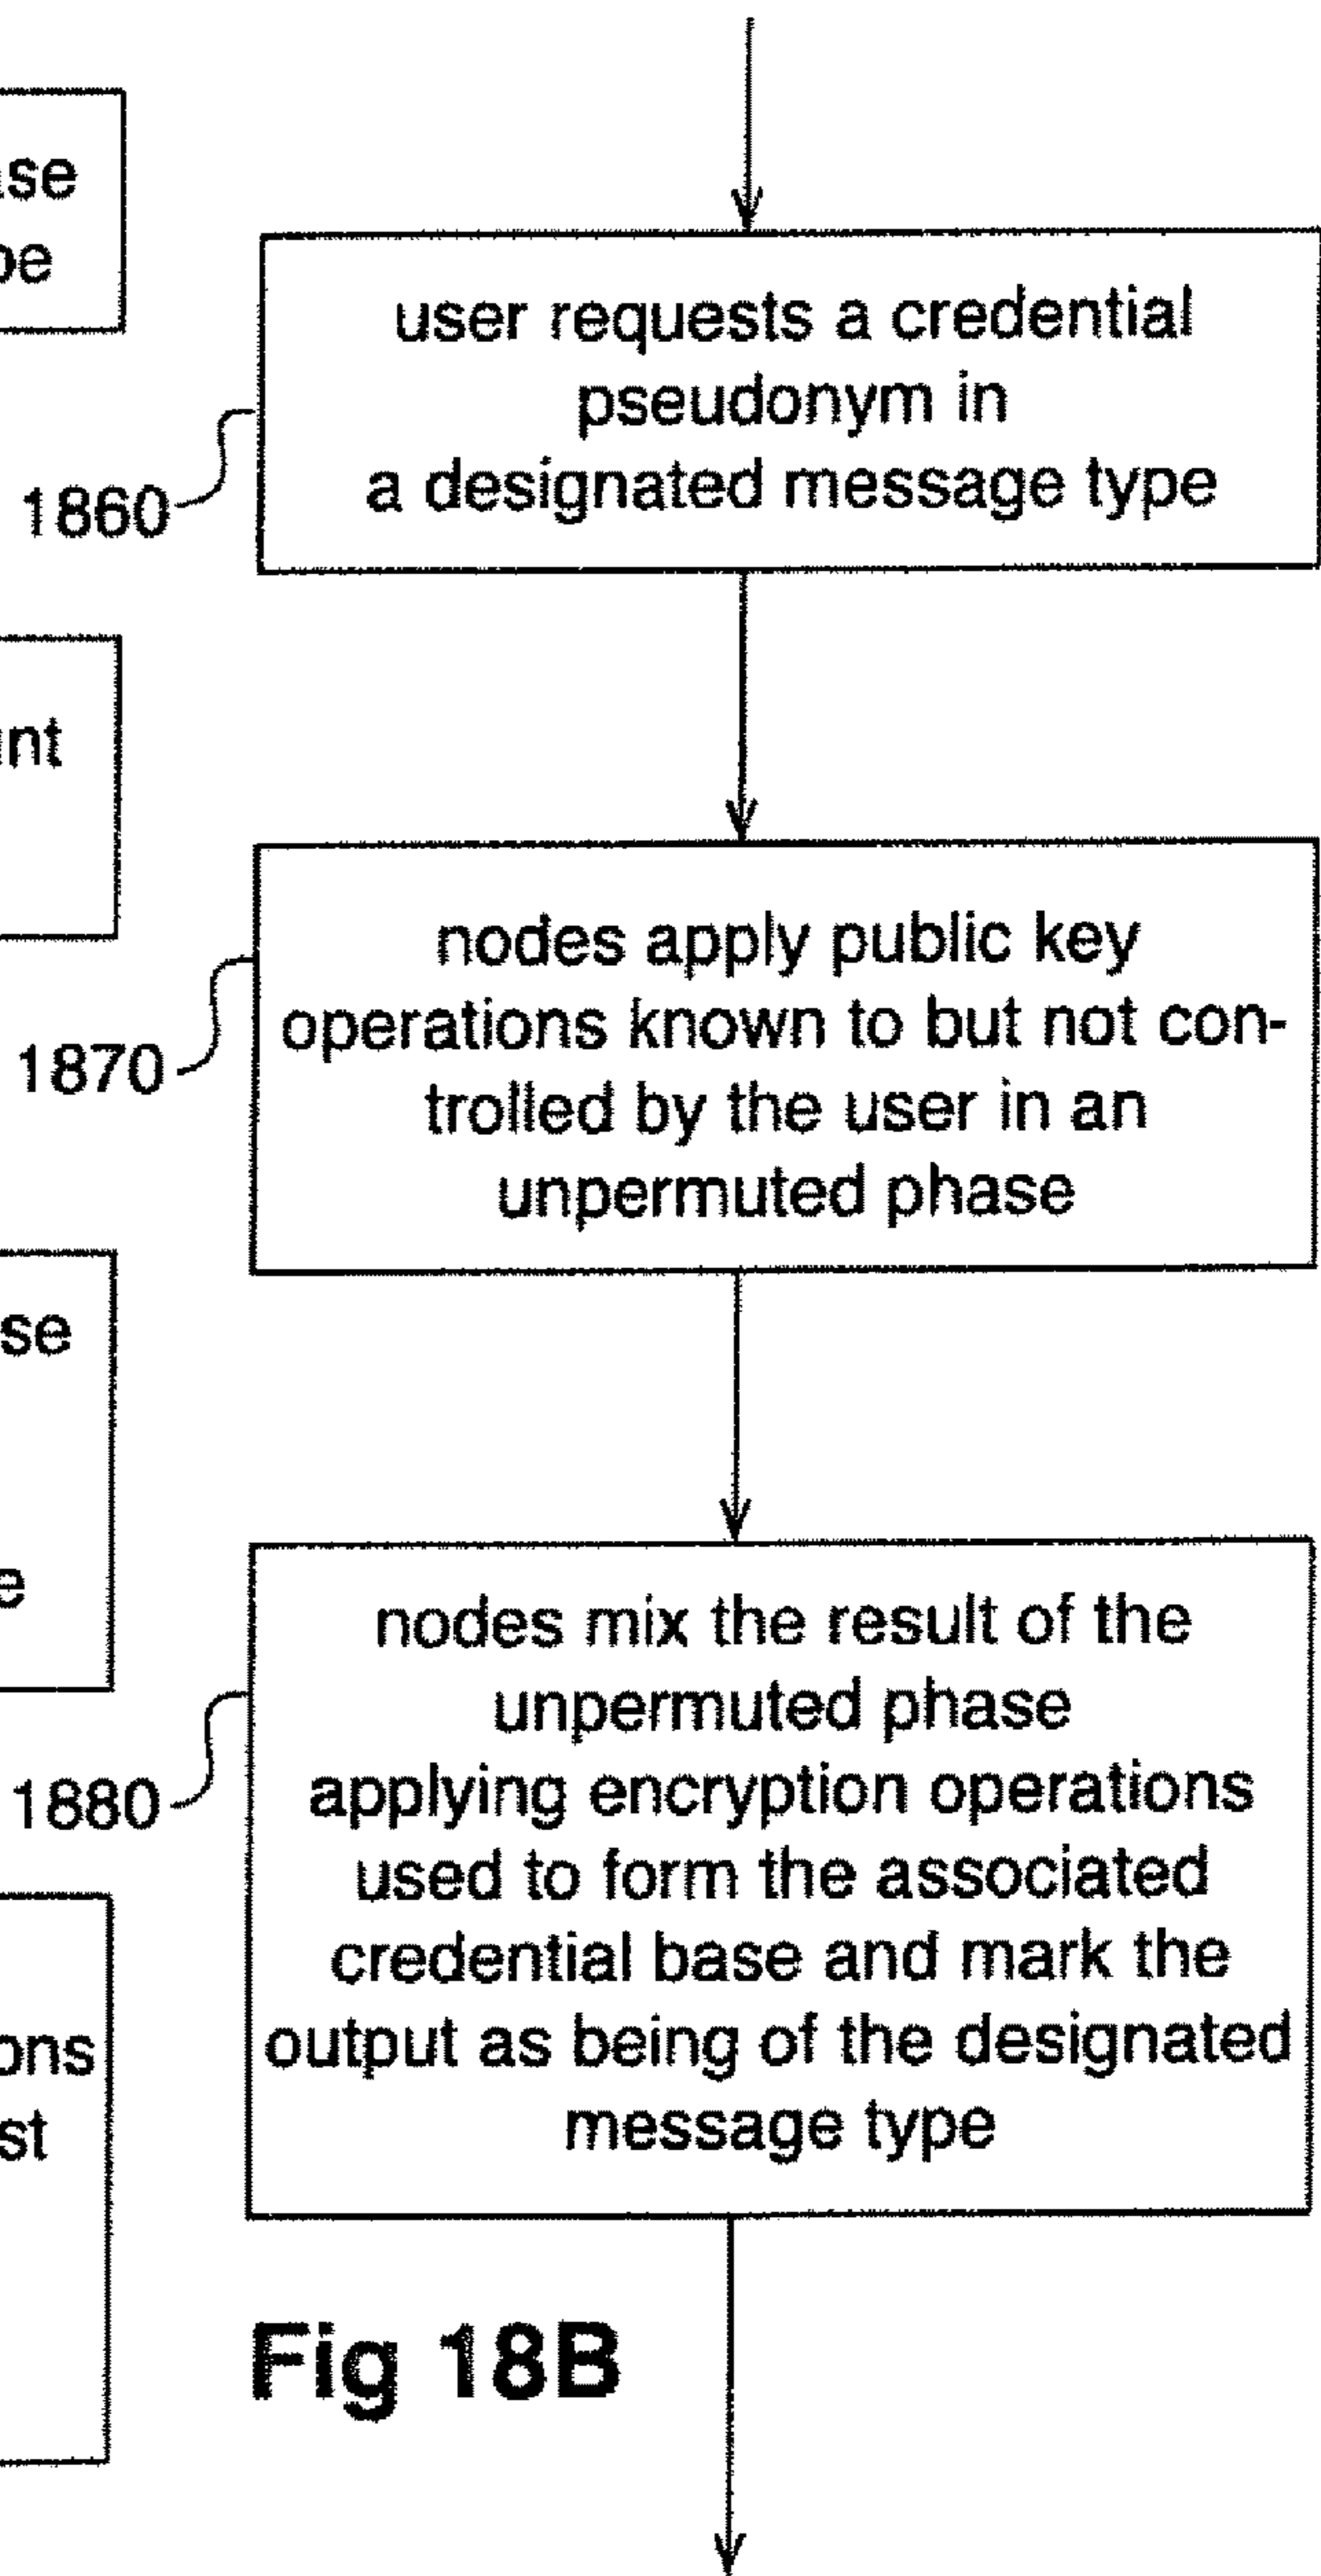 user requests a credential
pseudonym in
a designated message type
1860
nodes apply public key
operations known to but not con-
trolled by the user in an
unpermuted phase
1870
nodes mix the result of the
unpermuted phase
applying encryption operations
used to form the associated
credential base and mark the
output as being of the designated
message type
1880
Fig 18B